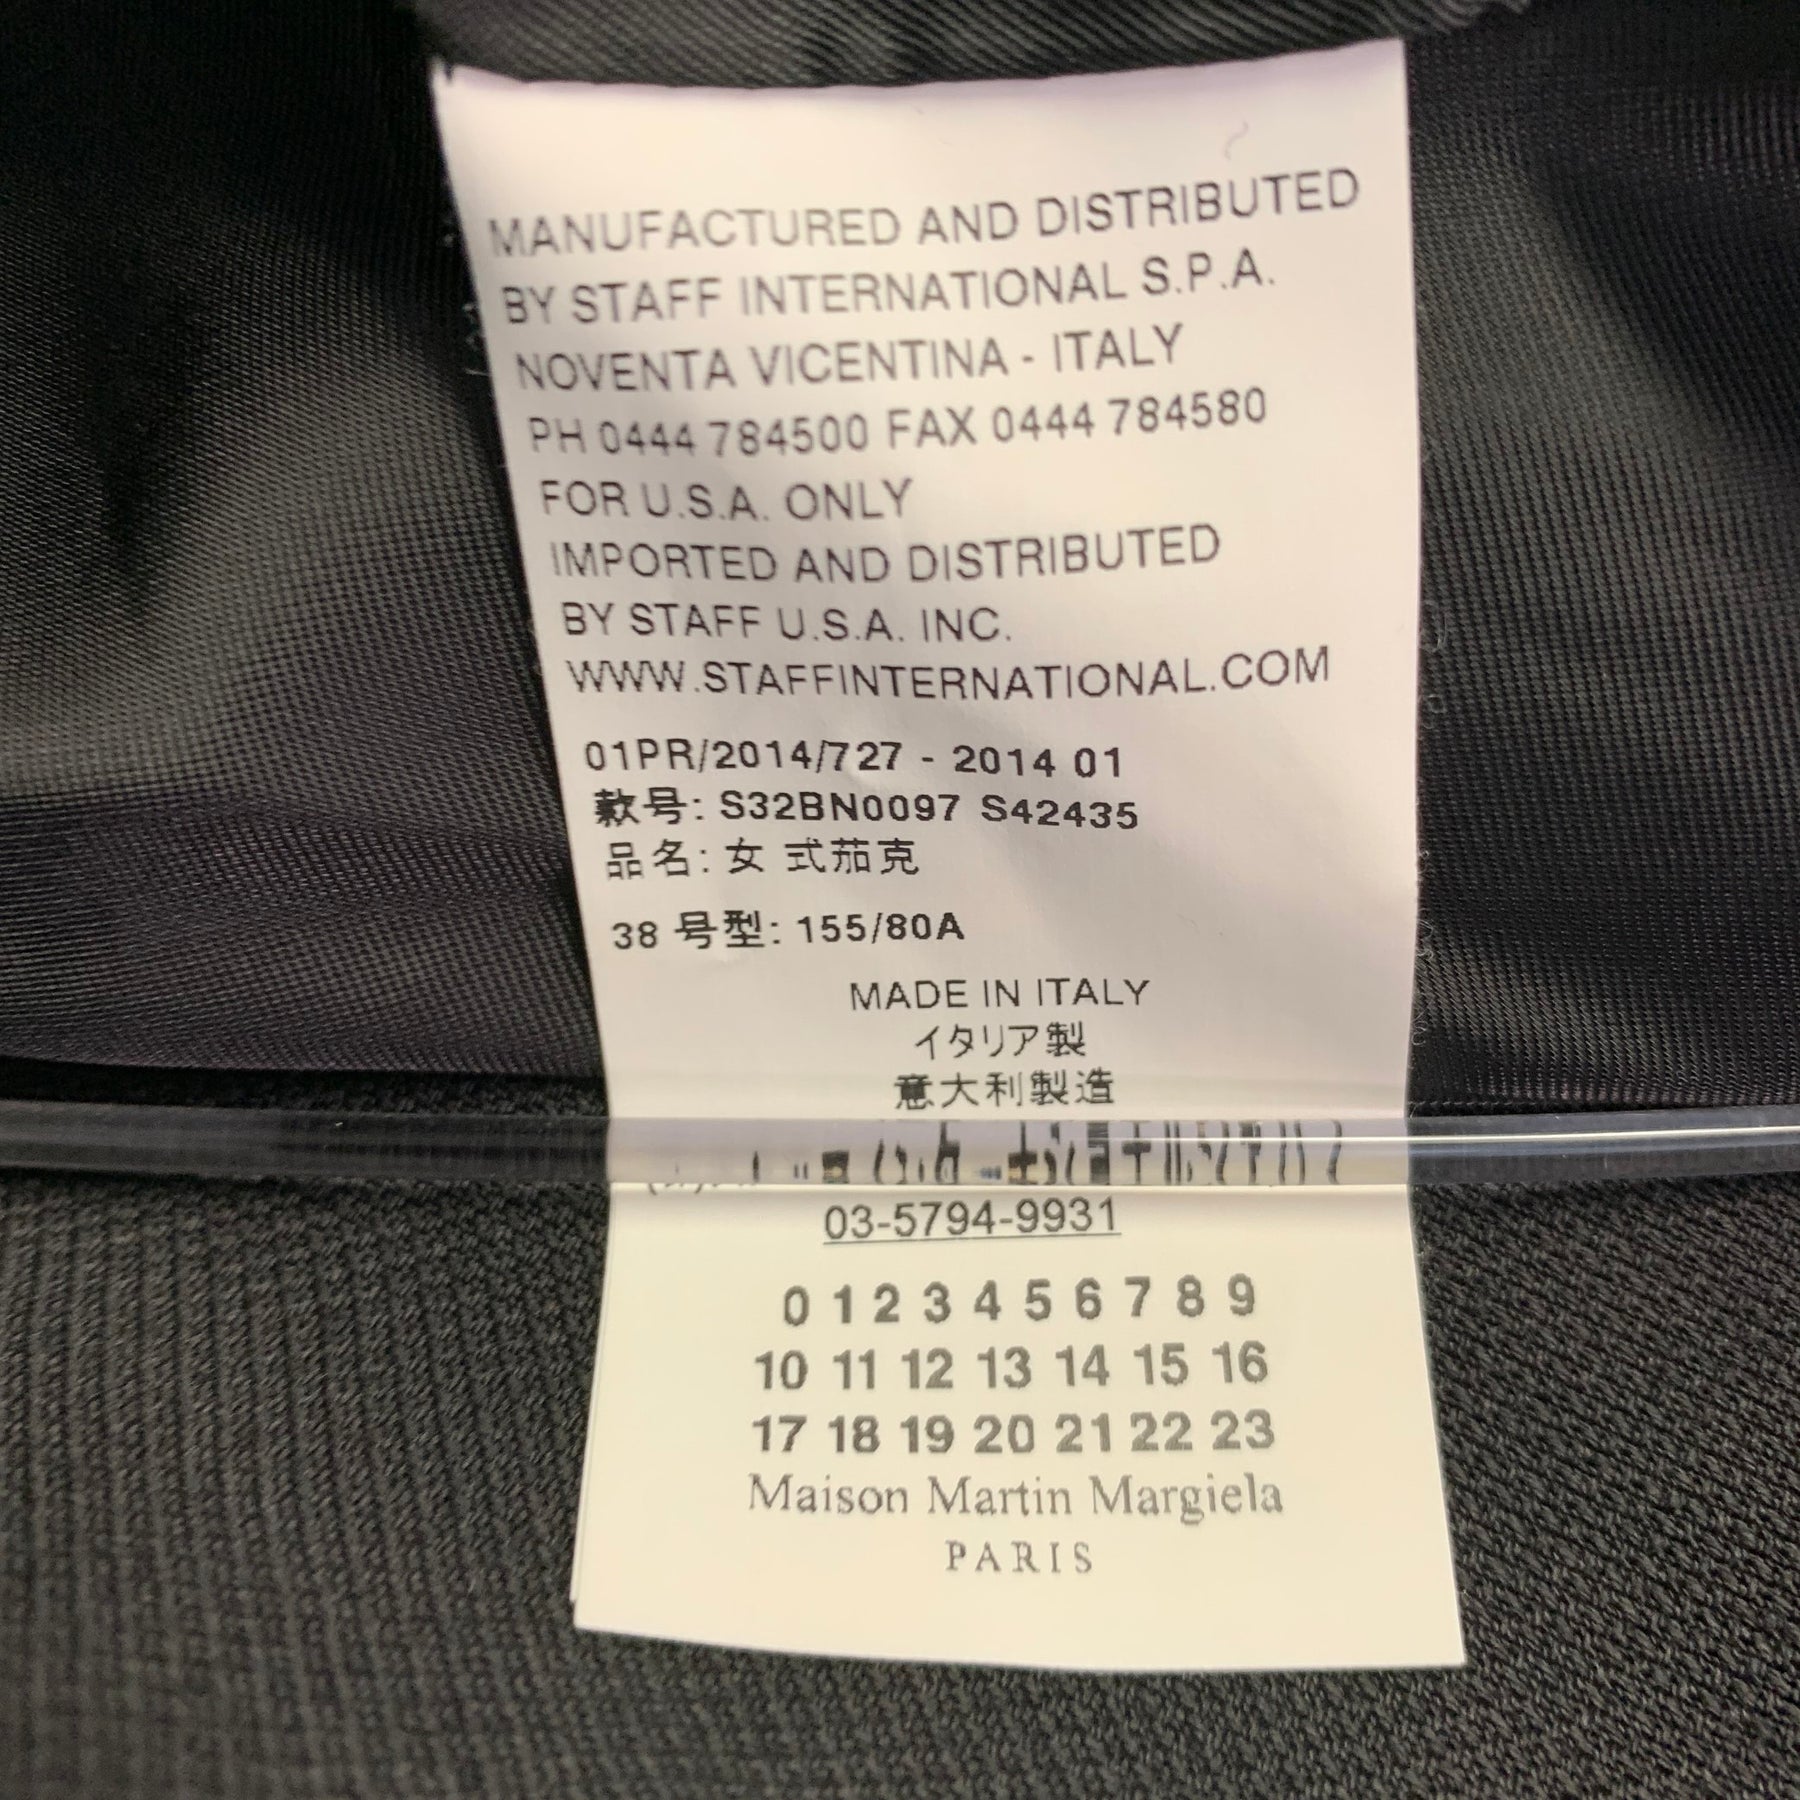 MANUFACTURED AND DISTRIBUTED
BY STAFF INTERNATIONAL S.P.A.
NOVENTA VICENTINA - ITALY
PH 0444 784500 FAX 0444 784580
FOR U.S.A. ONLY
IMPORTED AND DISTRIBUTED
BY STAFF U.S.A. INC.
WWW.STAFFINTERNATIONAL.COM
01PR/2014/727 - 2014 01
款号: S32BN0097 S42435
品名: 女 式茄克
38 号型: 155/80A
MADE IN ITALY
イタリア製
意大利製造
03-5794-9931
0 1 2 3 4 5 6 7 8 9
10 11 12 13 14 15 16
17 18 19 20 21 22 23
Maison Martin Margiela
PARIS